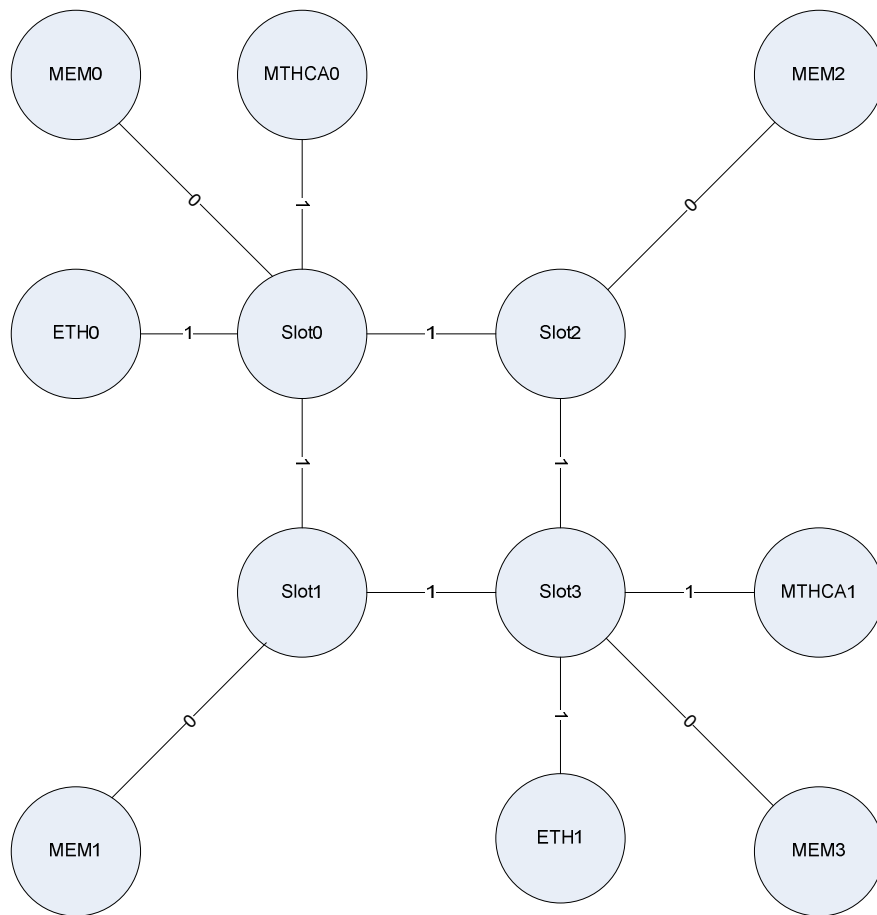 MEM0
MTHCA0
MEM2
0
1
0
ETH0
1
Slot0
1
Slot2
1
1
Slot1
1
Slot3
1
MTHCA1
0
1
0
MEM1
ETH1
MEM3